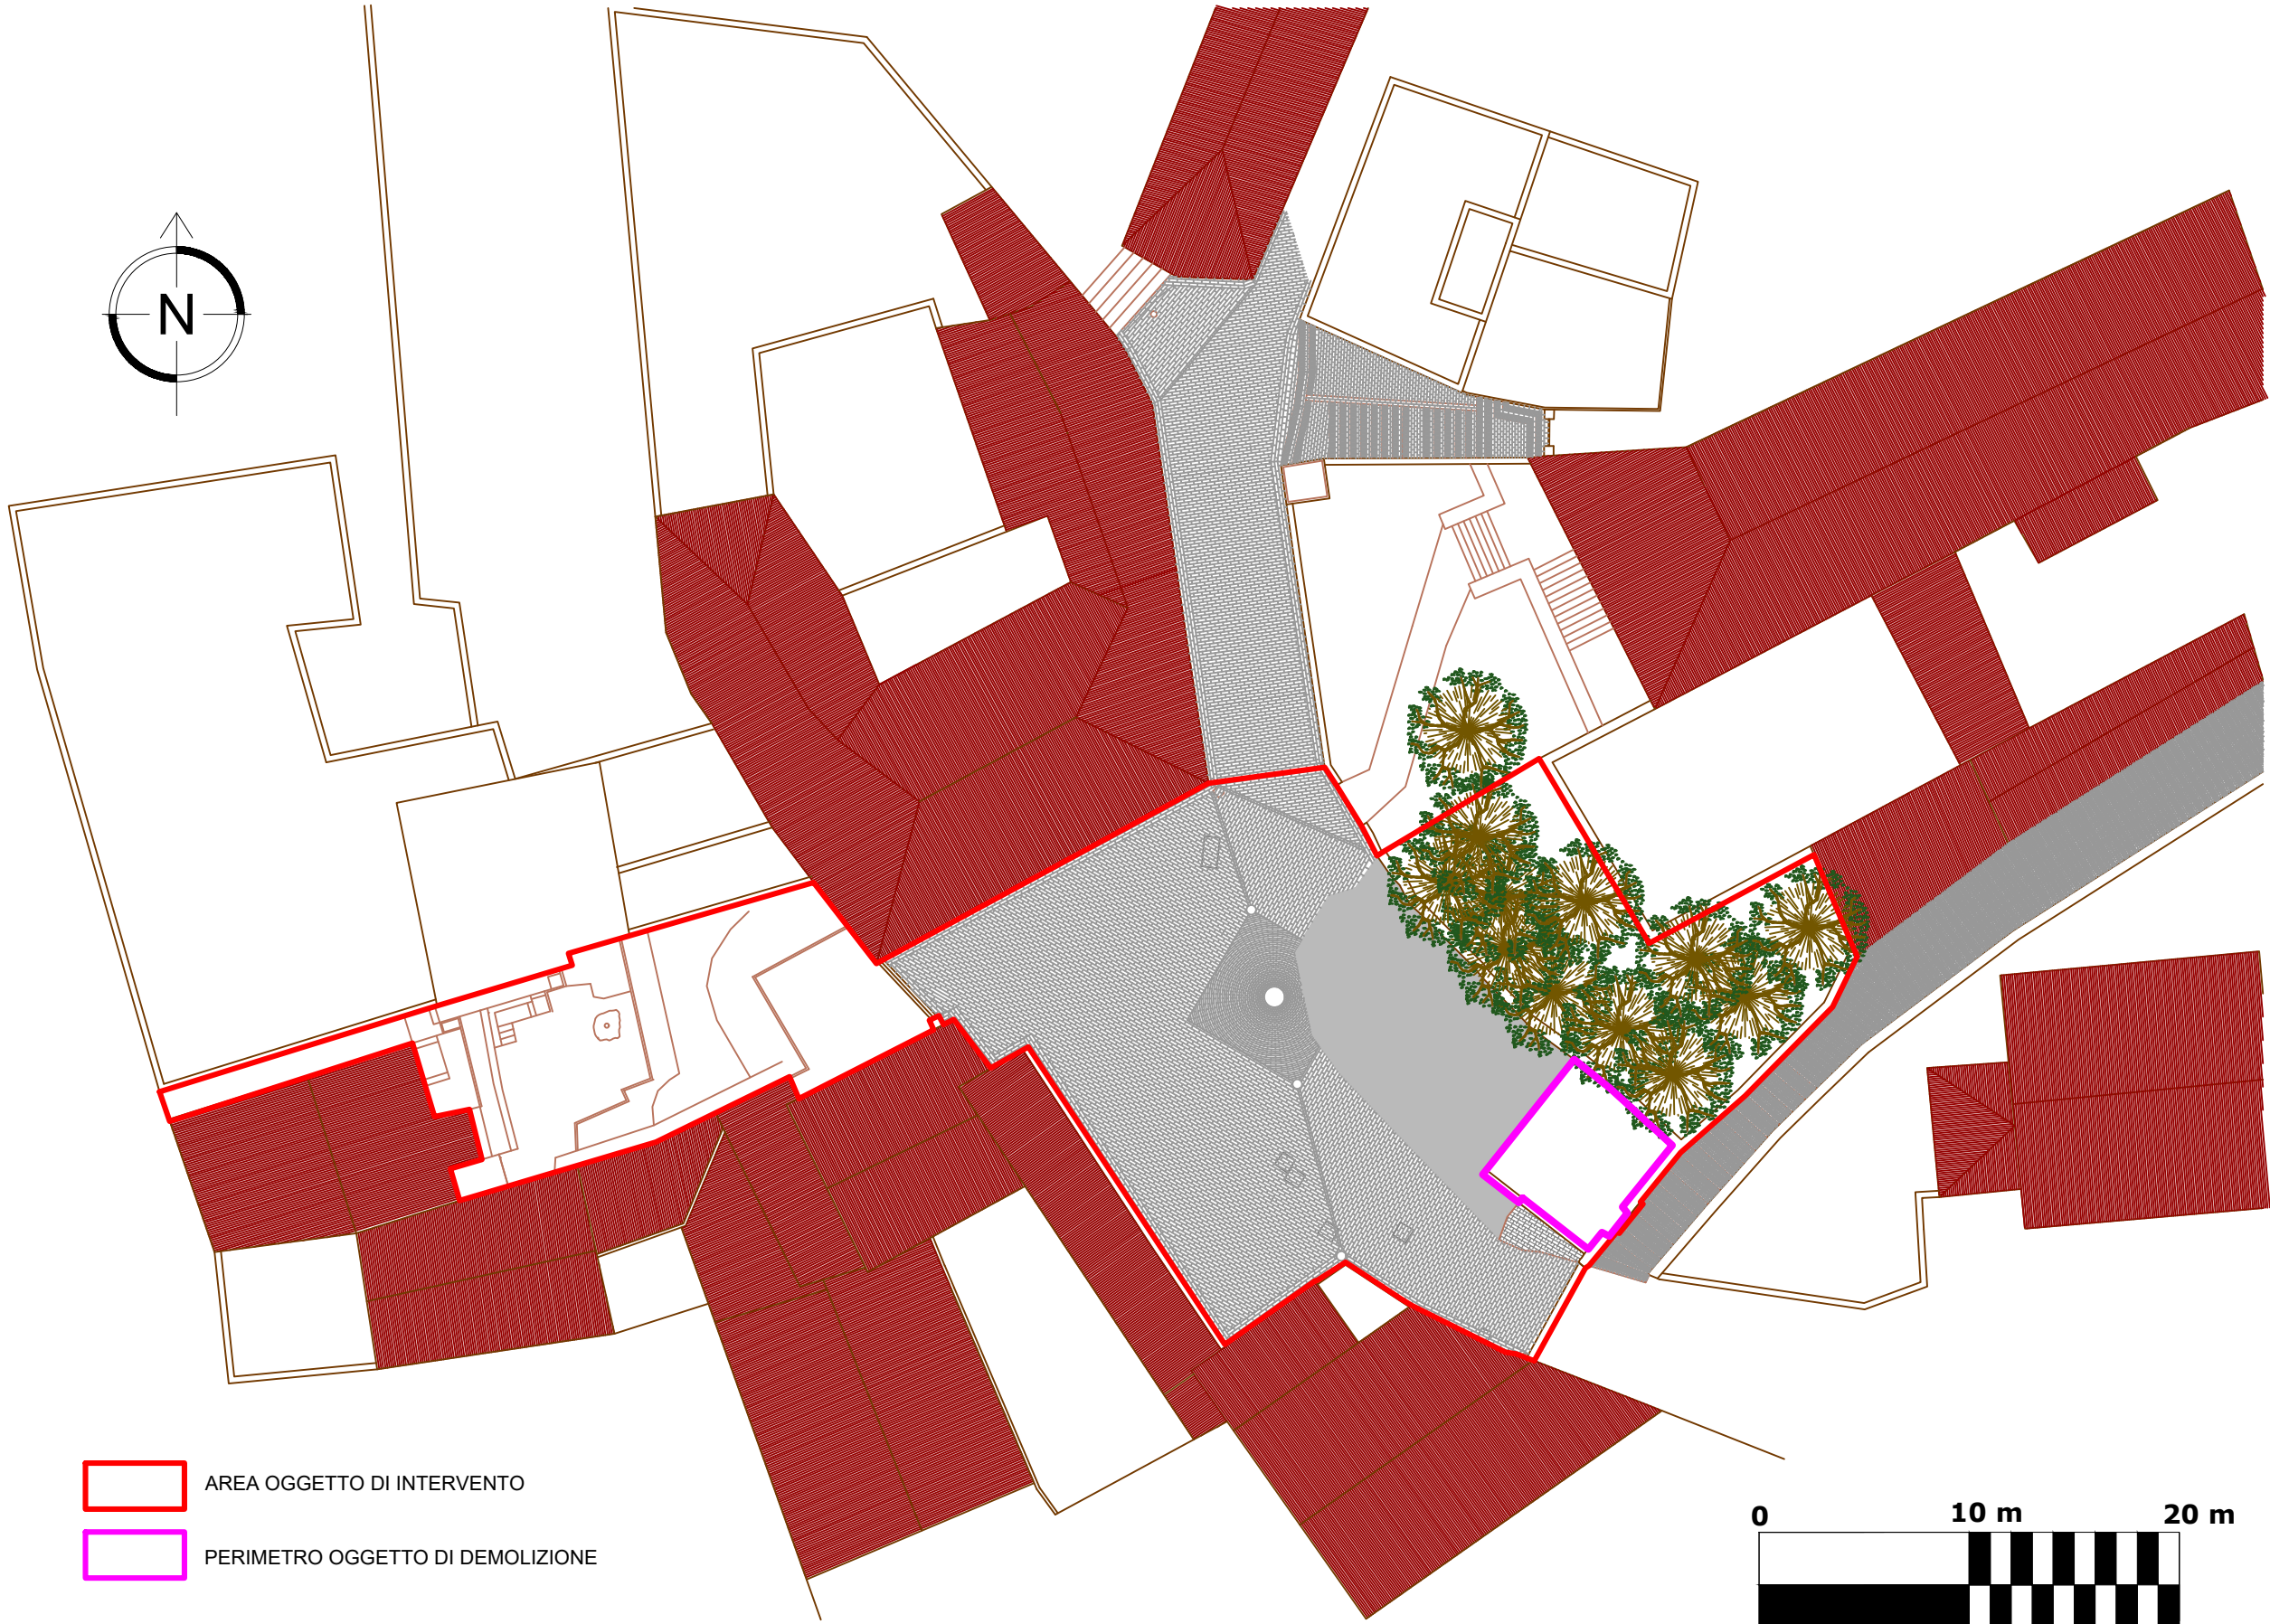 N
AREA OGGETTO DI INTERVENTO
PERIMETRO OGGETTO DI DEMOLIZIONE
0 10 m 20 m